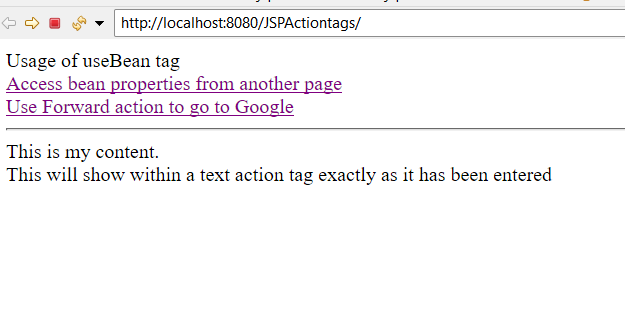 http://localhost:8080/JSPActiontags/
Usage of useBean tag
Access bean properties from another page
Use Forward action to go to Google
This is my content.
This will show within a text action tag exactly as it has been entered